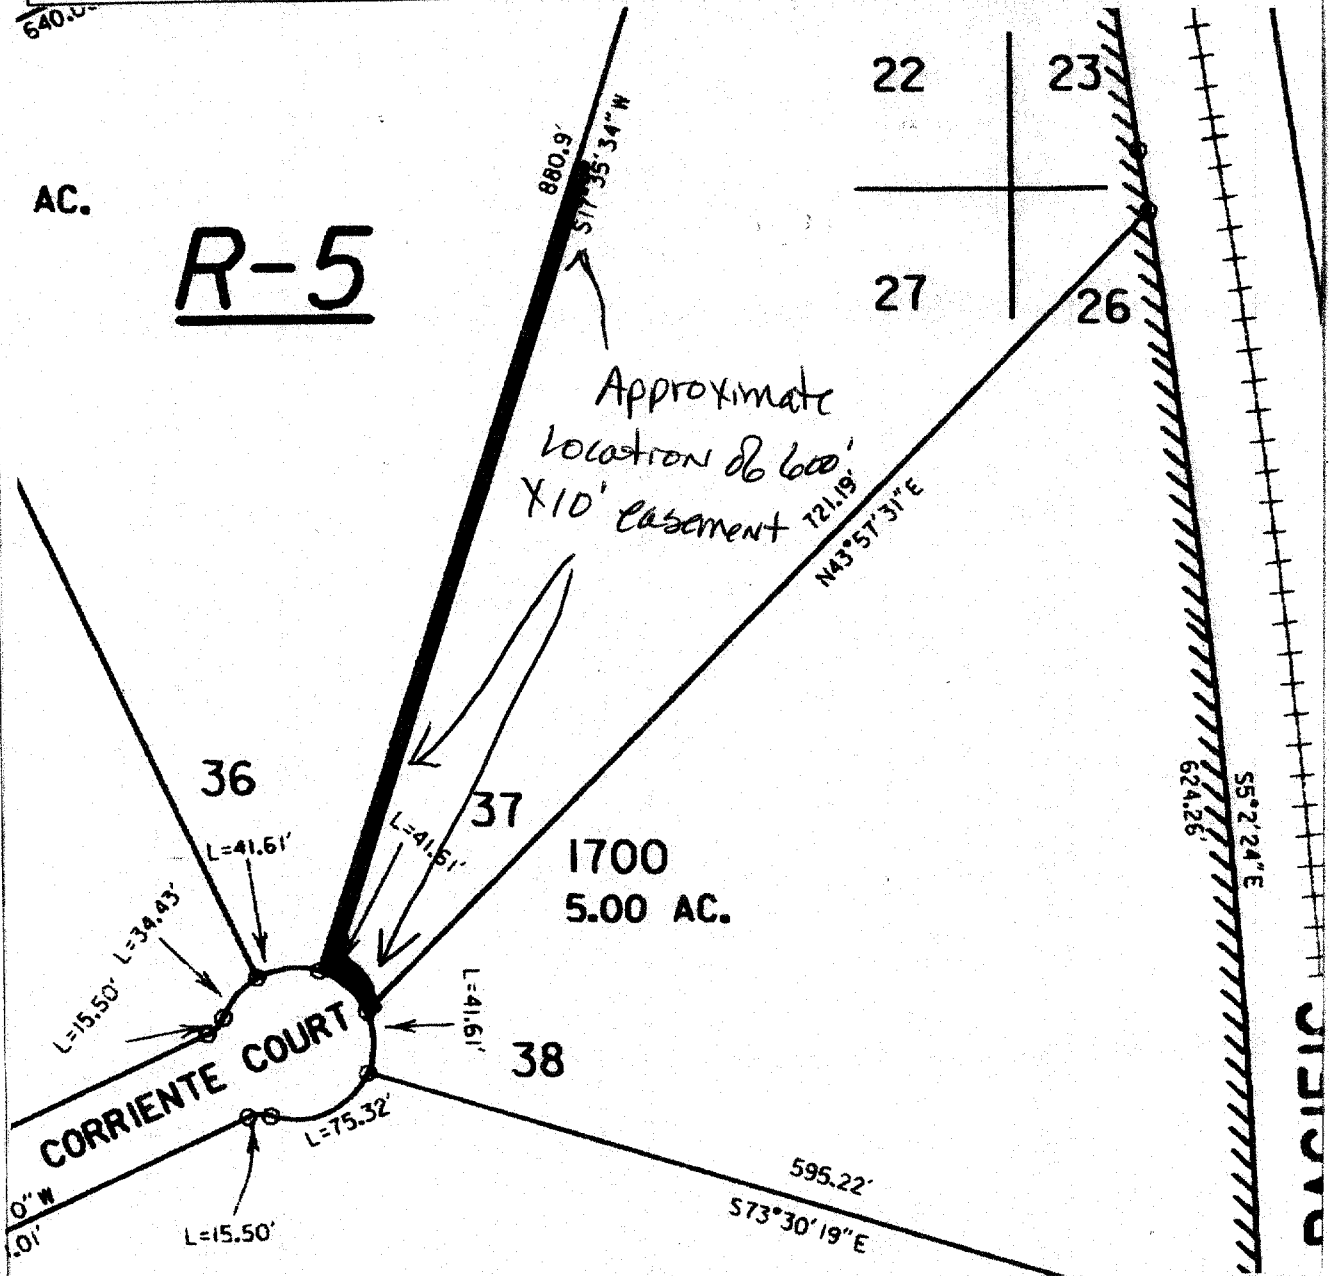 640.0
AC.
R-5
880.9'
S17°35'34"W
22
23
27
26
Approximate
Location of 600'
X10' easement
721.19'
N43°57'31"E
36
37
L=41.61'
L=41.61'
1700
5.00 AC.
L=34.43'
L=15.50'
L=41.61'
38
CORRIENTE COURT
L=75.32'
L=15.50'
0" W
.01'
595.22'
S73°30'19"E
624.26'
S5°2'24"E
PACIFIC